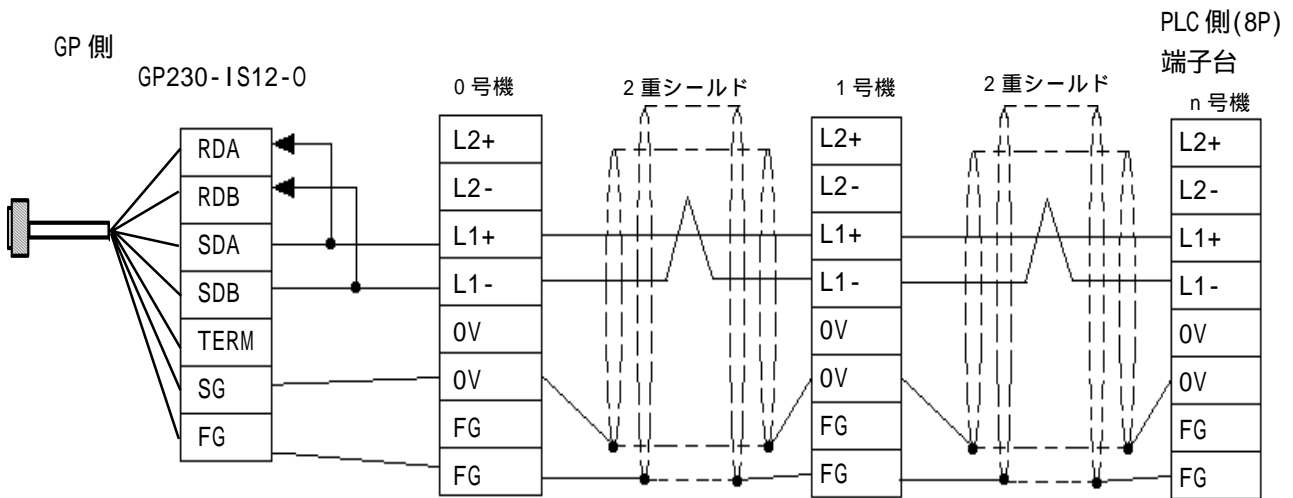 GP 側
GP230-IS12-O
RDA
RDB
SDA
SDB
TERM
SG
FG
0 号機
L2+
L2-
L1+
L1-
0V
0V
FG
FG
2 重シールド
1 号機
L2+
L2-
L1+
L1-
0V
0V
FG
FG
2 重シールド
PLC 側(8P)
端子台
n 号機
L2+
L2-
L1+
L1-
0V
0V
FG
FG